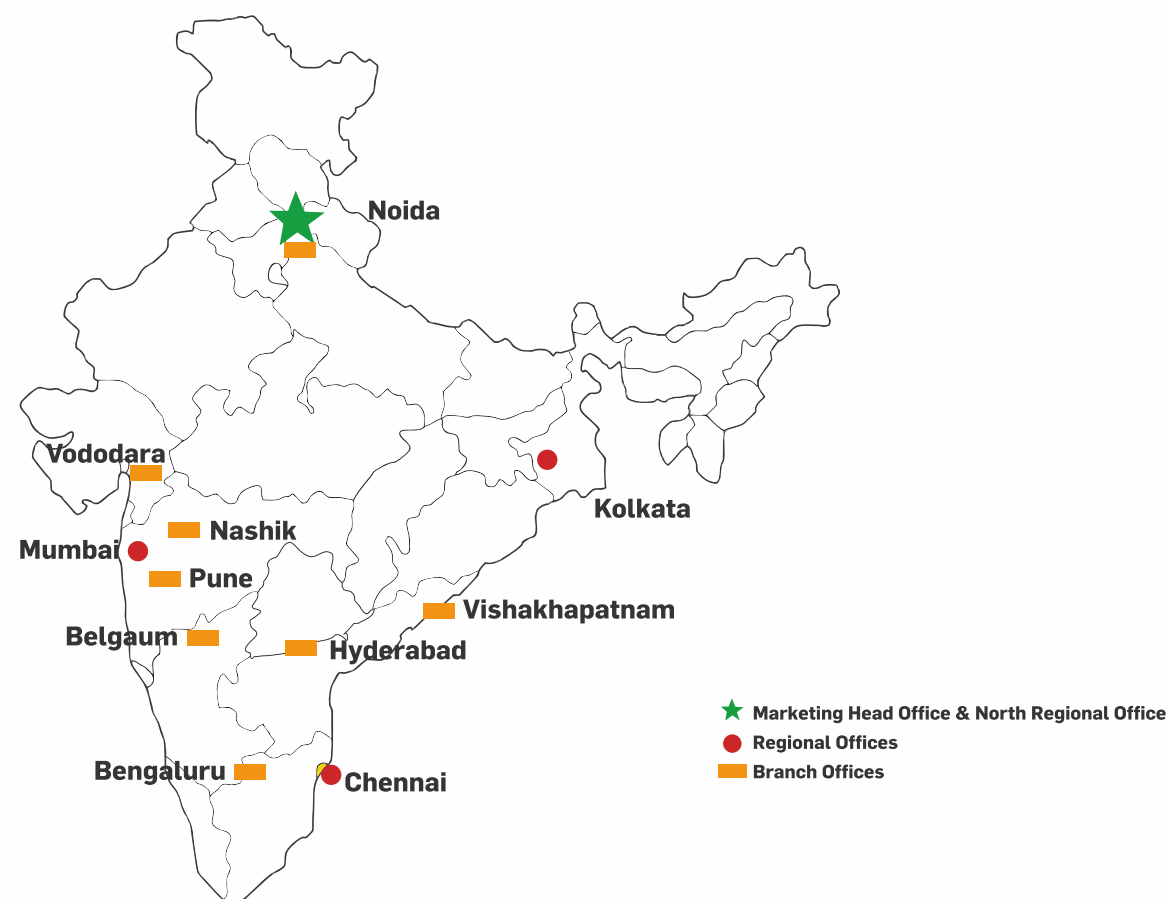 Noida
Vododara
Kolkata
Nashik
Mumbai
Pune
Vishakhapatnam
Belgaum
Hyderabad
Marketing Head Office & North Regional Office
Regional Offices
Branch Offices
Bengaluru
Chennai